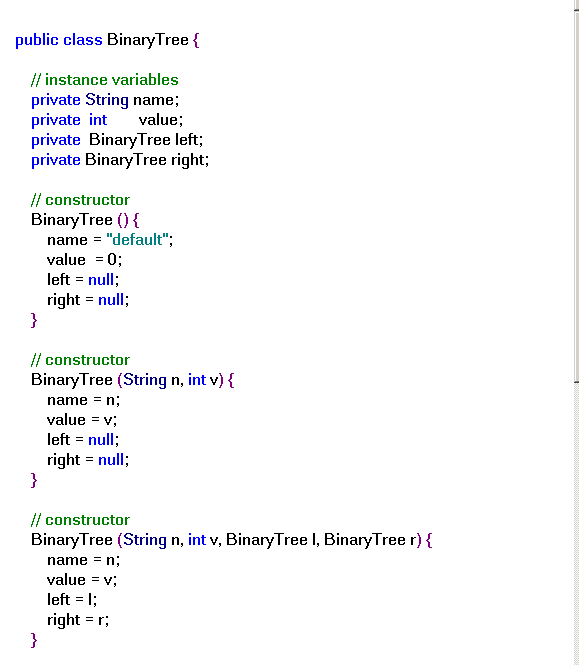 public class BinaryTree {
// instance variables
private String name;
private int value;
private BinaryTree left;
private BinaryTree right;
// constructor
BinaryTree () {
name = "default";
value = 0;
left = null;
right = null;
}
// constructor
BinaryTree (String n, int v) {
name = n;
value = v;
left = null;
right = null;
}
// constructor
BinaryTree (String n, int v, BinaryTree l, BinaryTree r) {
name = n;
value = v;
left = l;
right = r;
}